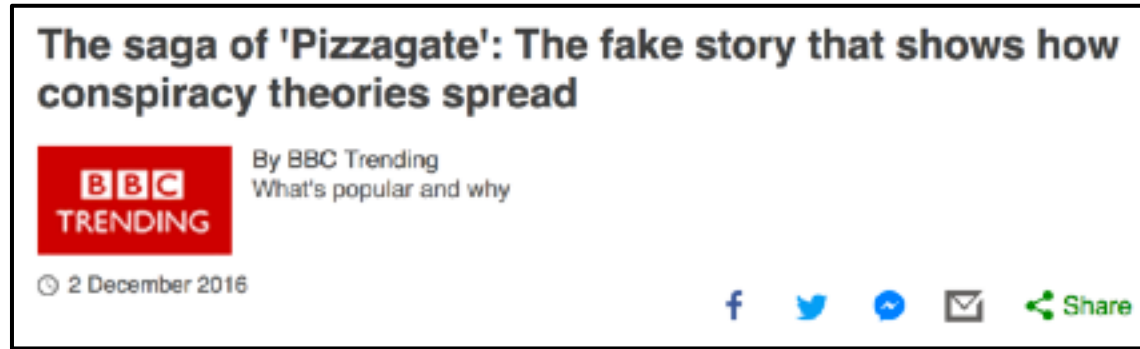 The saga of 'Pizzagate': The fake story that shows how
conspiracy theories spread
By BBC Trending
What's popular and why
BBC
TRENDING
2 December 2016
Share